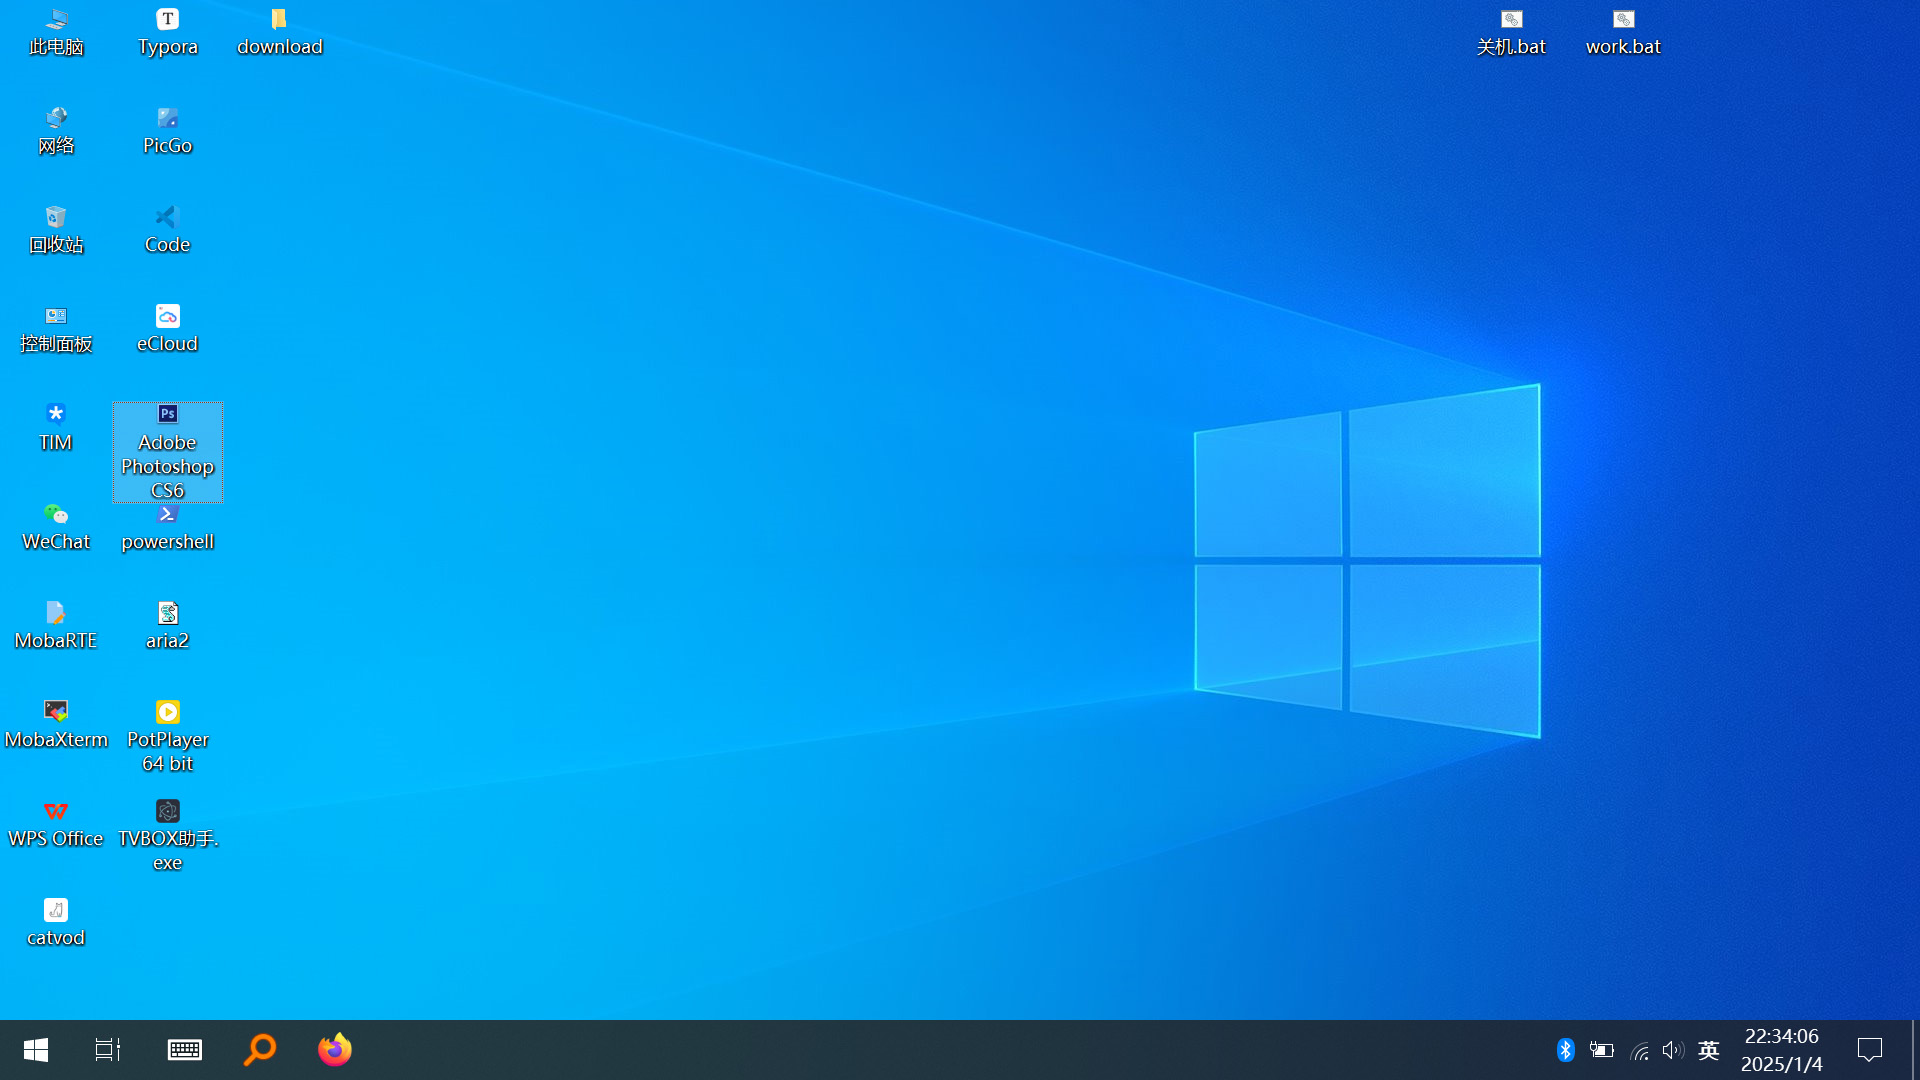 此电脑
Typora
download
关机.bat
work.bat
网络
PicGo
回收站
Code
控制面板
eCloud
TIM
Ps
Adobe
Photoshop
CS6
WeChat
powershell
MobaRTE
aria2
MobaXterm
PotPlayer
64 bit
WPS Office
TVBOX助手.
exe
catvod
英
22:34:06
2025/1/4